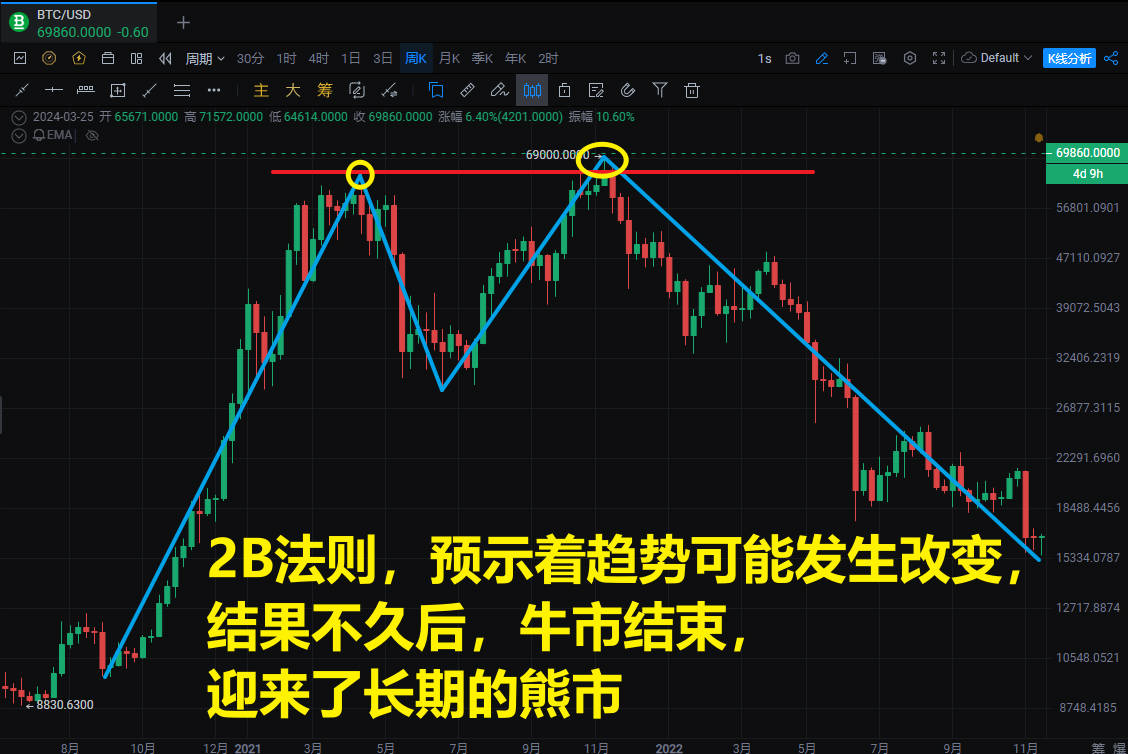 BTC/USD
69860.0000 -0.60
周期 30分 1时 4时 1日 3日 周K 月K 季K 年K 2时 1s Default K线分析
主 大 筹
2024-03-25 开 65671.0000 高 71572.0000 低 64614.0000 收 69860.0000 涨幅 6.40%(4201.0000) 振幅 10.60%
EMA
69000.0000
69860.0000
4d 9h
56801.0901
47110.0927
39072.5043
32406.2319
26877.3115
22291.6960
18488.4456
15334.0787
12717.8874
10548.0521
8748.4185
2B法则，预示着趋势可能发生改变，
结果不久后，牛市结束，
迎来了长期的熊市
←8830.6300
8月 10月 12月 2021 3月 5月 7月 9月 11月 2022 3月 5月 7月 9月 11月 筹 爆